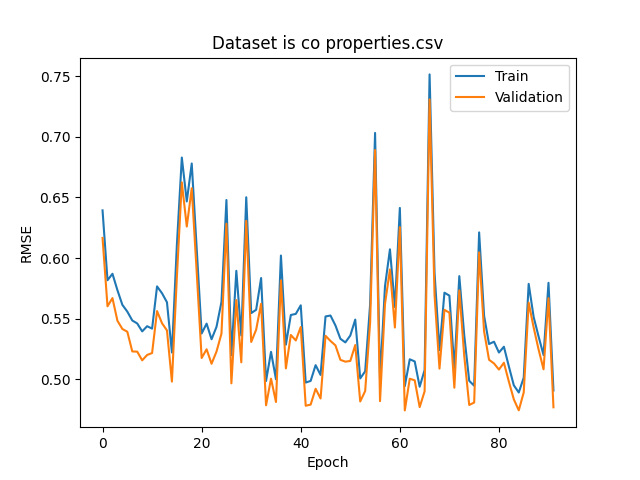 Dataset is co properties.csv
Train
Validation
0.75
0.70
0.65
0.60
0.55
0.50
RMSE
0 20 40 60 80
Epoch